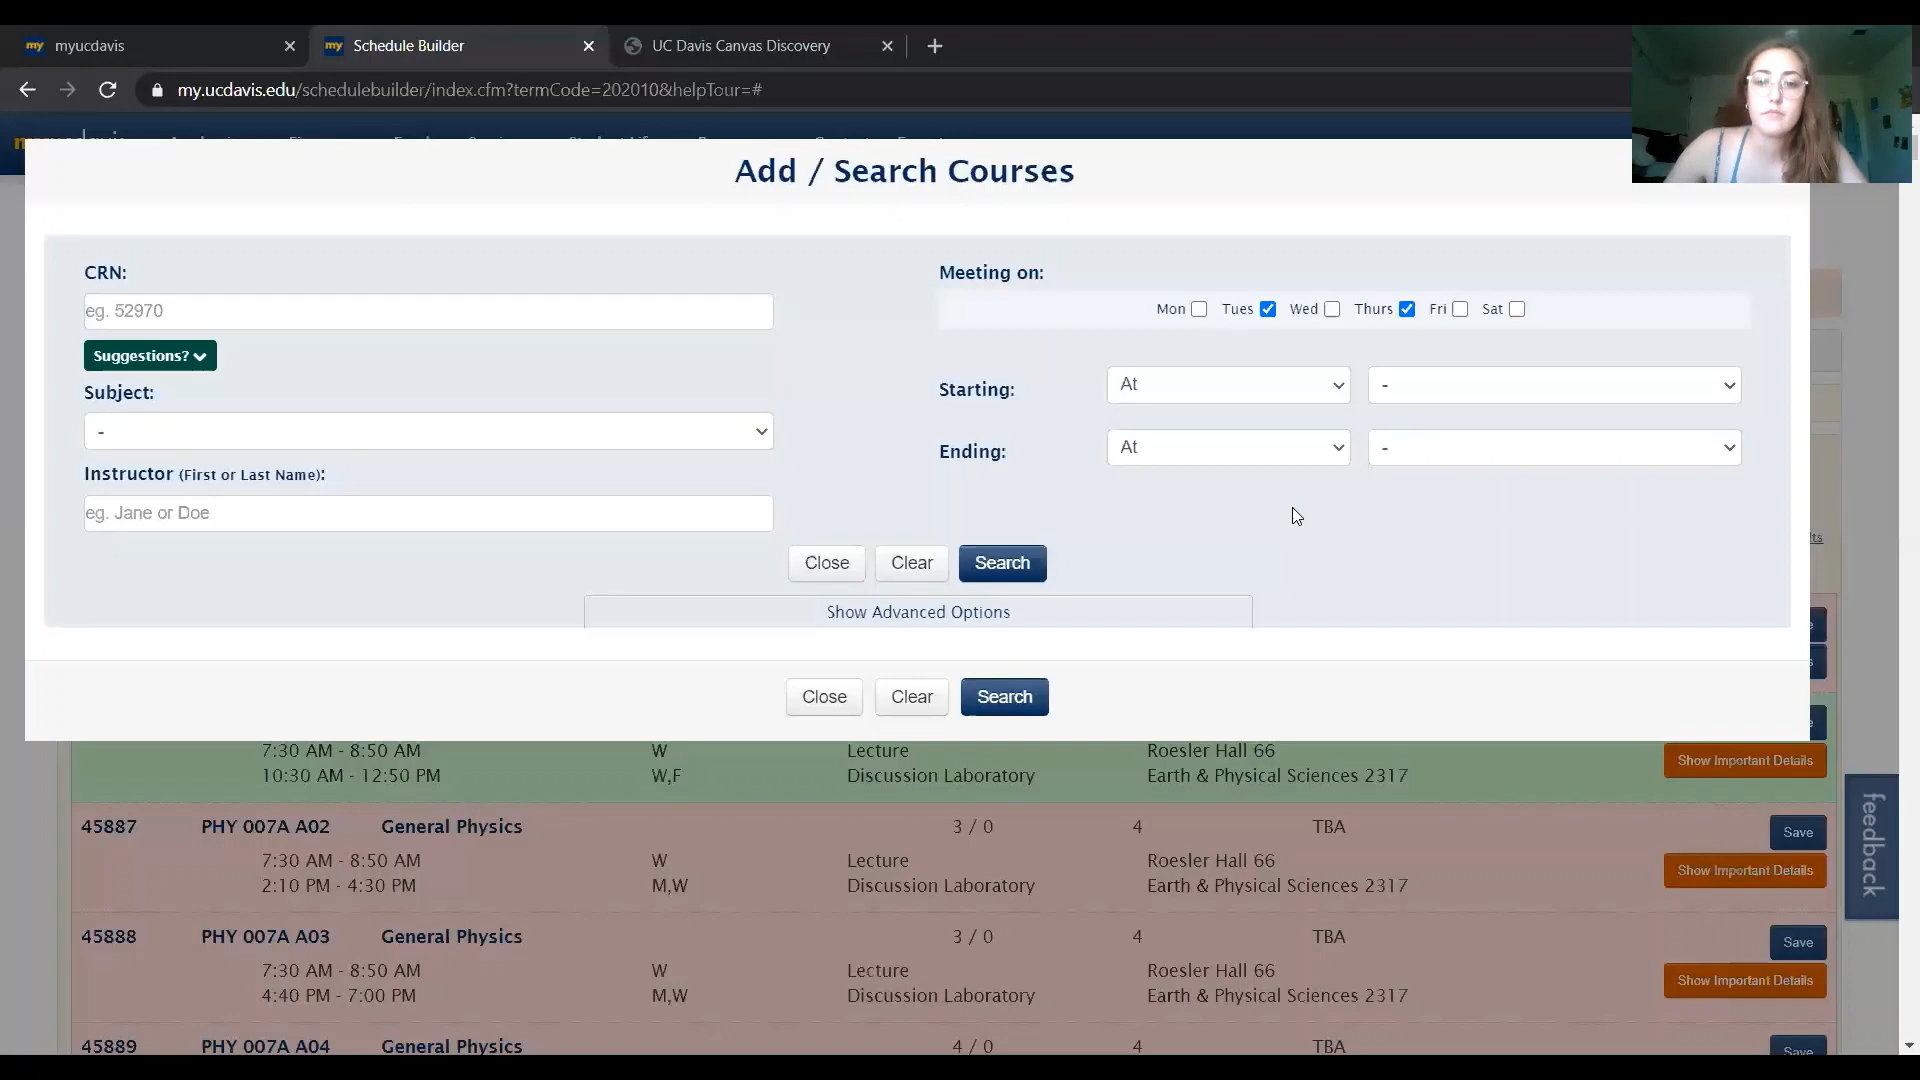 my myucdavis
my Schedule Builder
UC Davis Canvas Discovery
my.ucdavis.edu/schedulebuilder/index.cfm?termCode=202010&helpTour=#
Add / Search Courses
CRN:
eg. 52970
Suggestions?
Subject:
-
Instructor (First or Last Name):
eg. Jane or Doe
Meeting on:
Mon Tues Wed Thurs Fri Sat
Starting: At -
Ending: At -
Close Clear Search
Show Advanced Options
Close Clear Search
7:30 AM - 8:50 AM W Lecture Roesler Hall 66
10:30 AM - 12:50 PM W,F Discussion Laboratory Earth & Physical Sciences 2317
Show Important Details
45887 PHY 007A A02 General Physics 3 / 0 4 TBA Save
7:30 AM - 8:50 AM W Lecture Roesler Hall 66
2:10 PM - 4:30 PM M,W Discussion Laboratory Earth & Physical Sciences 2317
Show Important Details
45888 PHY 007A A03 General Physics 3 / 0 4 TBA Save
7:30 AM - 8:50 AM W Lecture Roesler Hall 66
4:40 PM - 7:00 PM M,W Discussion Laboratory Earth & Physical Sciences 2317
Show Important Details
45889 PHY 007A A04 General Physics 4 / 0 4 TBA Save
feedback